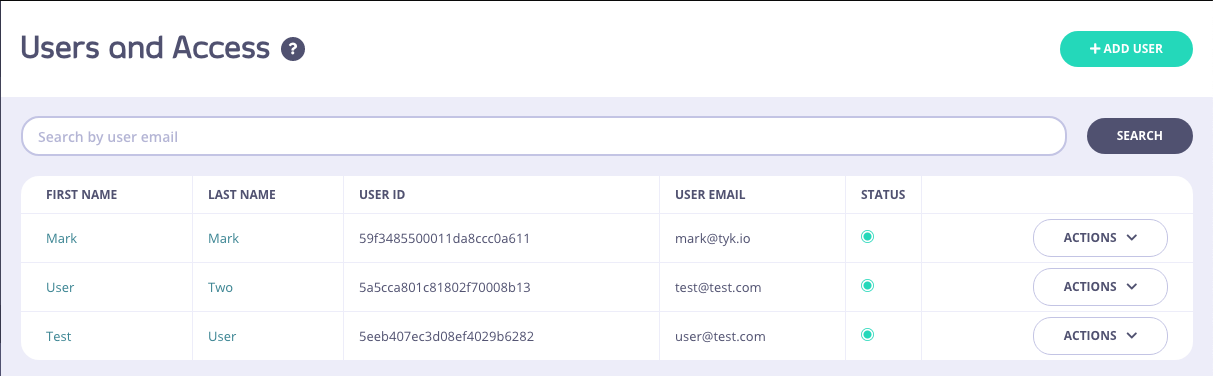 Users and Access ?
+ ADD USER
Search by user email
SEARCH
FIRST NAME LAST NAME USER ID USER EMAIL STATUS
Mark Mark 59f3485500011da8ccc0a611 mark@tyk.io ACTIONS
User Two 5a5cca801c81802f70008b13 test@test.com ACTIONS
Test User 5eeb407ec3d08ef4029b6282 user@test.com ACTIONS